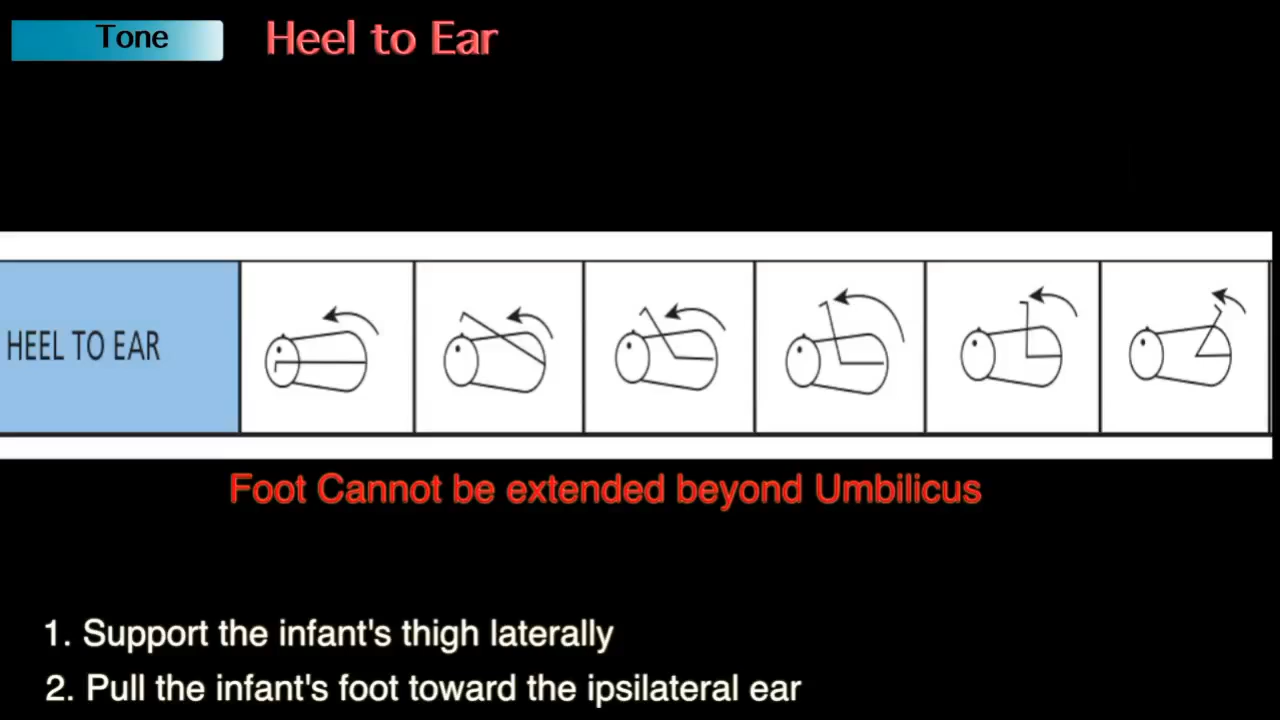 Tone
Heel to Ear
HEEL TO EAR
Foot Cannot be extended beyond Umbilicus
1. Support the infant's thigh laterally
2. Pull the infant's foot toward the ipsilateral ear